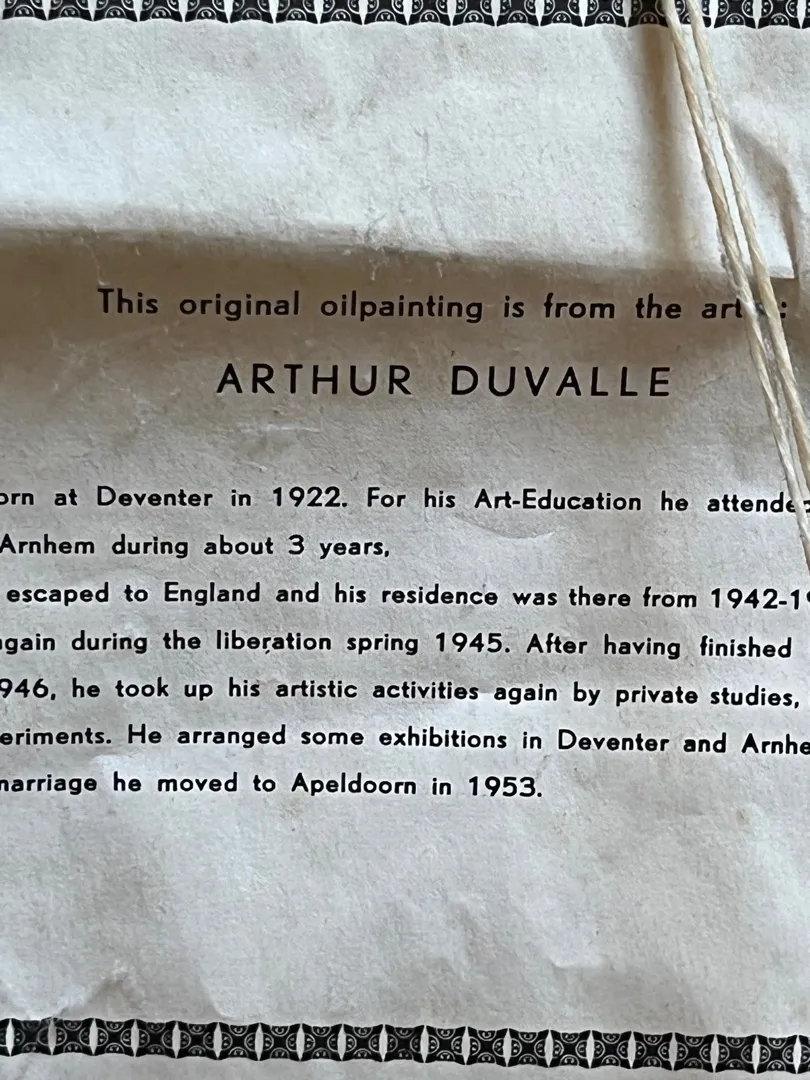 This original oilpainting is from the art :
ARTHUR DUVALLE
orn at Deventer in 1922. For his Art-Education he attende
Arnhem during about 3 years,
escaped to England and his residence was there from 1942-19
gain during the liberation spring 1945. After having finished
946, he took up his artistic activities again by private studies,
eriments. He arranged some exhibitions in Deventer and Arnhe
narriage he moved to Apeldoorn in 1953.